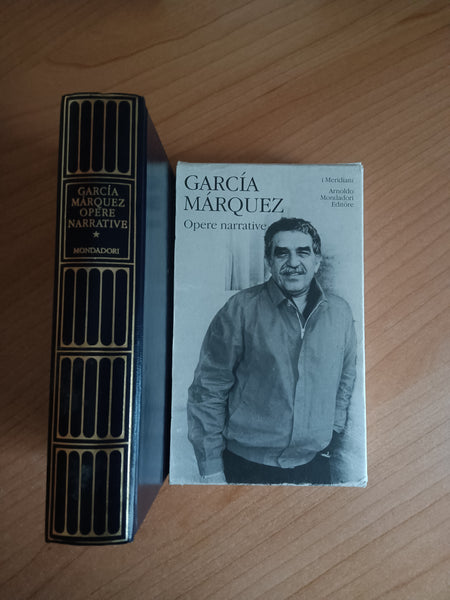 GARCÍA
MÁRQUEZ
OPERE
NARRATIVE
*
MONDADORI
GARCÍA
MÁRQUEZ
Opere narrative
i Meridiani
Arnoldo
Mondadori
Editore